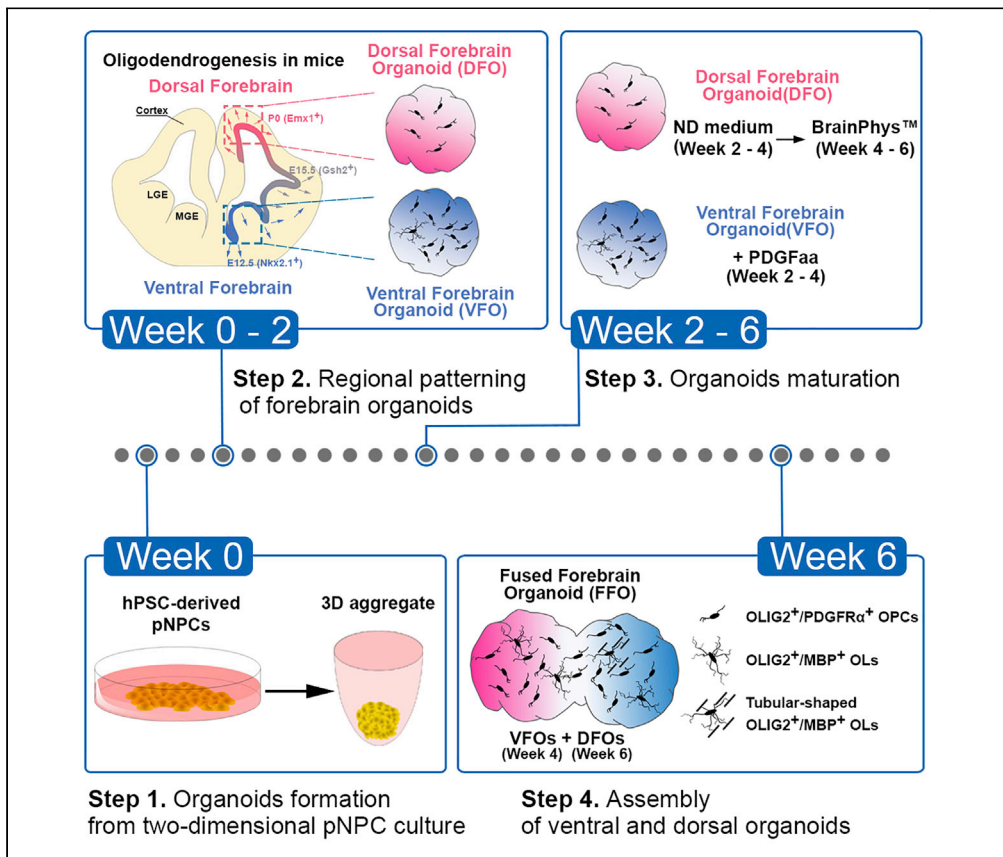 Oligodendrogenesis in mice
Dorsal Forebrain
Cortex
P0 (Emx1⁺)
E15.5 (Gsh2⁺)
LGE
MGE
E12.5 (Nkx2.1⁺)
Ventral Forebrain
Dorsal Forebrain
Organoid (DFO)
Ventral Forebrain
Organoid (VFO)
Week 0 - 2
Step 2. Regional patterning
of forebrain organoids
Dorsal Forebrain
Organoid(DFO)
ND medium
(Week 2 - 4)
BrainPhys™
(Week 4 - 6)
Ventral Forebrain
Organoid(VFO)
+ PDGFaa
(Week 2 - 4)
Week 2 - 6
Step 3. Organoids maturation
Week 0
hPSC-derived
pNPCs
3D aggregate
Step 1. Organoids formation
from two-dimensional pNPC culture
Week 6
Fused Forebrain
Organoid (FFO)
VFOs + DFOs
(Week 4) (Week 6)
OLIG2⁺/PDGFRα⁺ OPCs
OLIG2⁺/MBP⁺ OLs
Tubular-shaped
OLIG2⁺/MBP⁺ OLs
Step 4. Assembly
of ventral and dorsal organoids